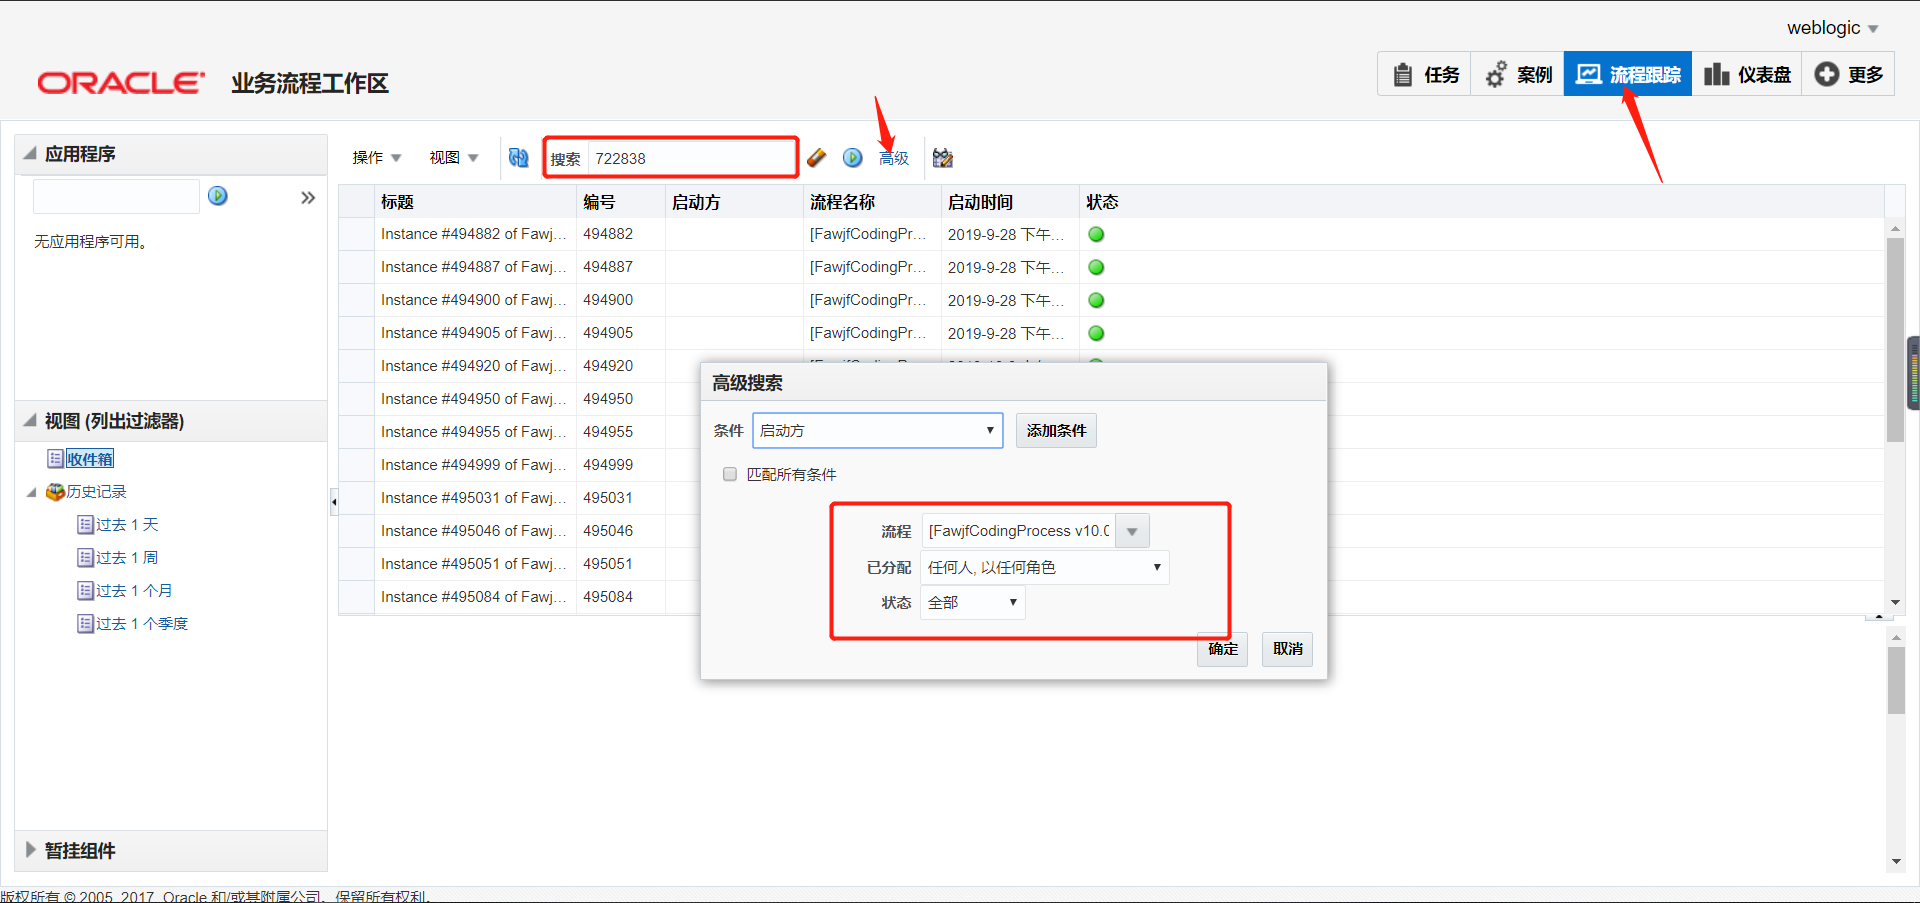 weblogic
ORACLE 业务流程工作区
任务 案例 流程跟踪 仪表盘 更多
应用程序
无应用程序可用。
视图 (列出过滤器)
收件箱
历史记录
过去 1 天
过去 1 周
过去 1 个月
过去 1 个季度
暂挂组件
操作 视图 搜索 722838 高级
标题 编号 启动方 流程名称 启动时间 状态
Instance #494882 of Fawj... 494882 [FawjfCodingPr... 2019-9-28 下午...
Instance #494887 of Fawj... 494887 [FawjfCodingPr... 2019-9-28 下午...
Instance #494900 of Fawj... 494900 [FawjfCodingPr... 2019-9-28 下午...
Instance #494905 of Fawj... 494905 [FawjfCodingPr... 2019-9-28 下午...
Instance #494920 of Fawj... 494920
Instance #494950 of Fawj... 494950
Instance #494955 of Fawj... 494955
Instance #494999 of Fawj... 494999
Instance #495031 of Fawj... 495031
Instance #495046 of Fawj... 495046
Instance #495051 of Fawj... 495051
Instance #495084 of Fawj... 495084
高级搜索
条件 启动方 添加条件
匹配所有条件
流程 [FawjfCodingProcess v10.0
已分配 任何人, 以任何角色
状态 全部
确定 取消
版权所有 © 2005, 2017, Oracle 和/或其附属公司。保留所有权利。